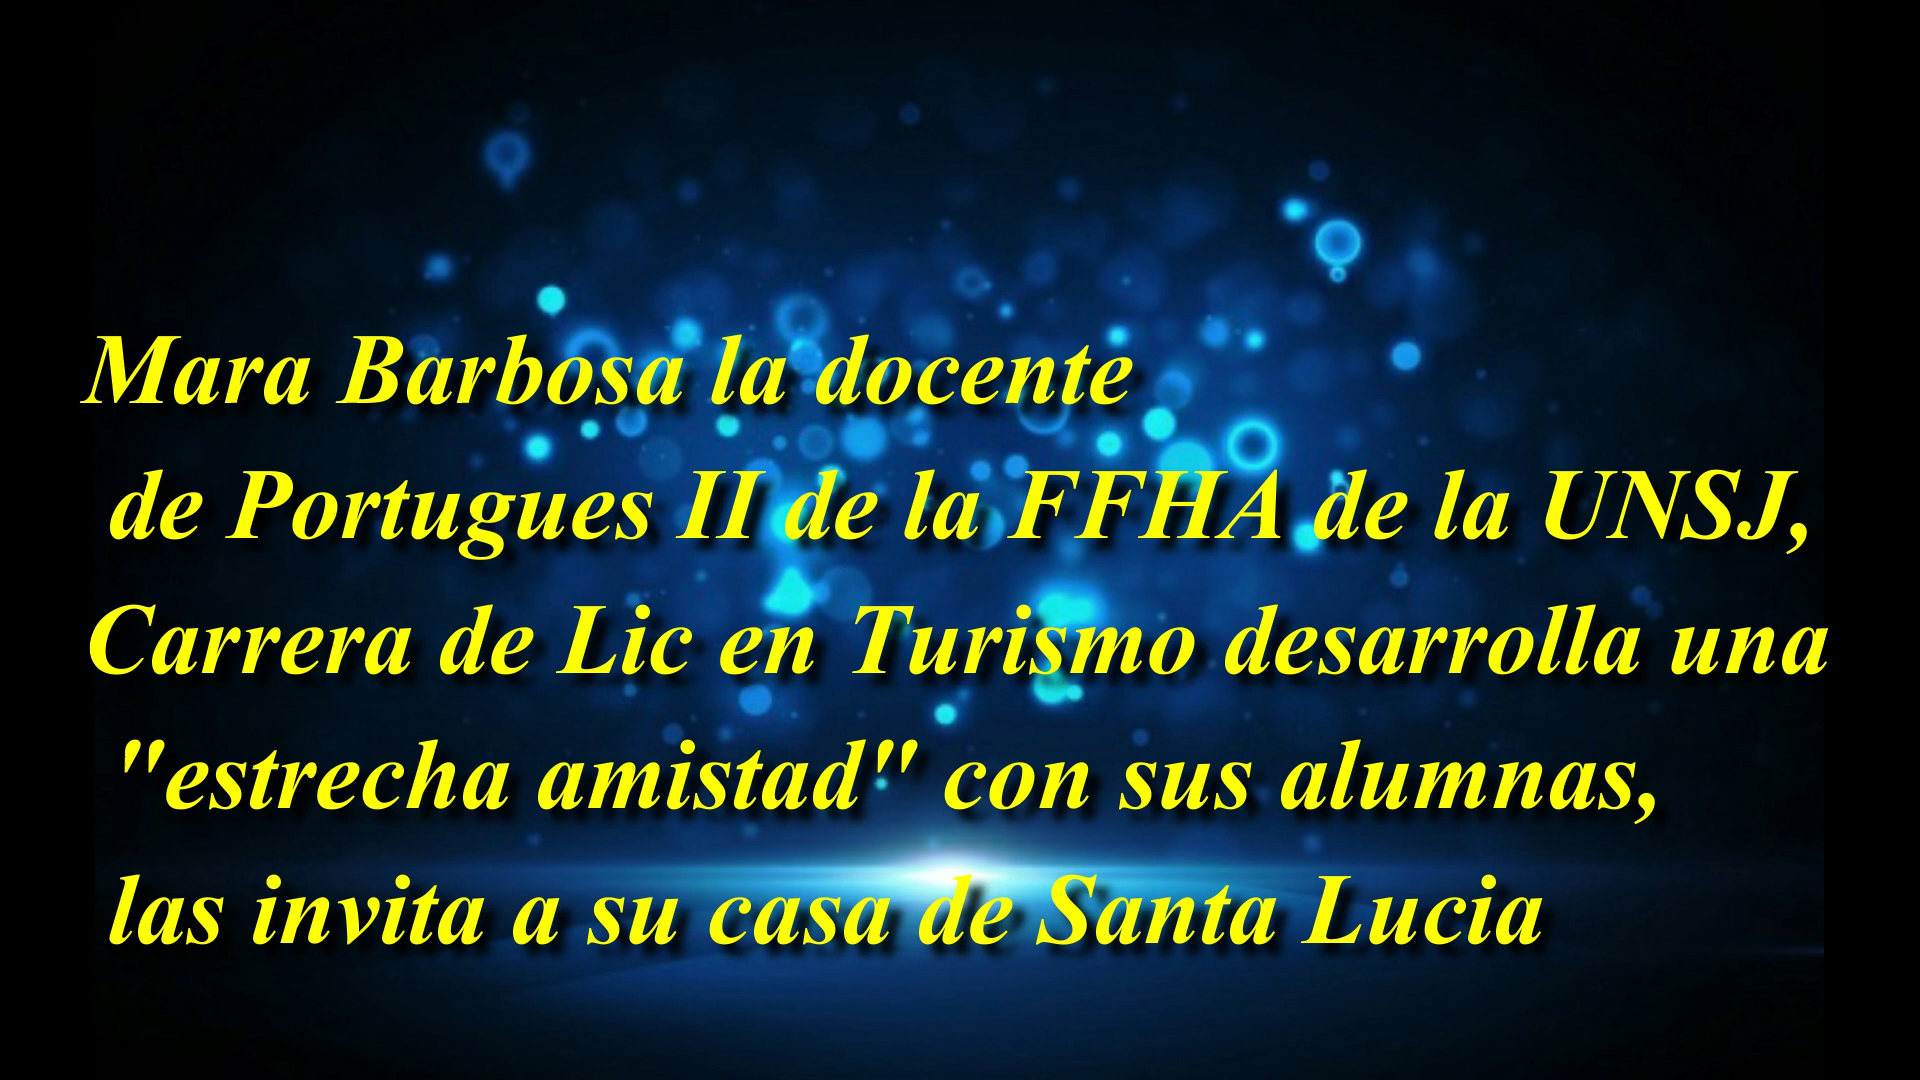 Mara Barbosa la docente
de Portugues II de la FFHA de la UNSJ,
Carrera de Lic en Turismo desarrolla una
"estrecha amistad" con sus alumnas,
las invita a su casa de Santa Lucia